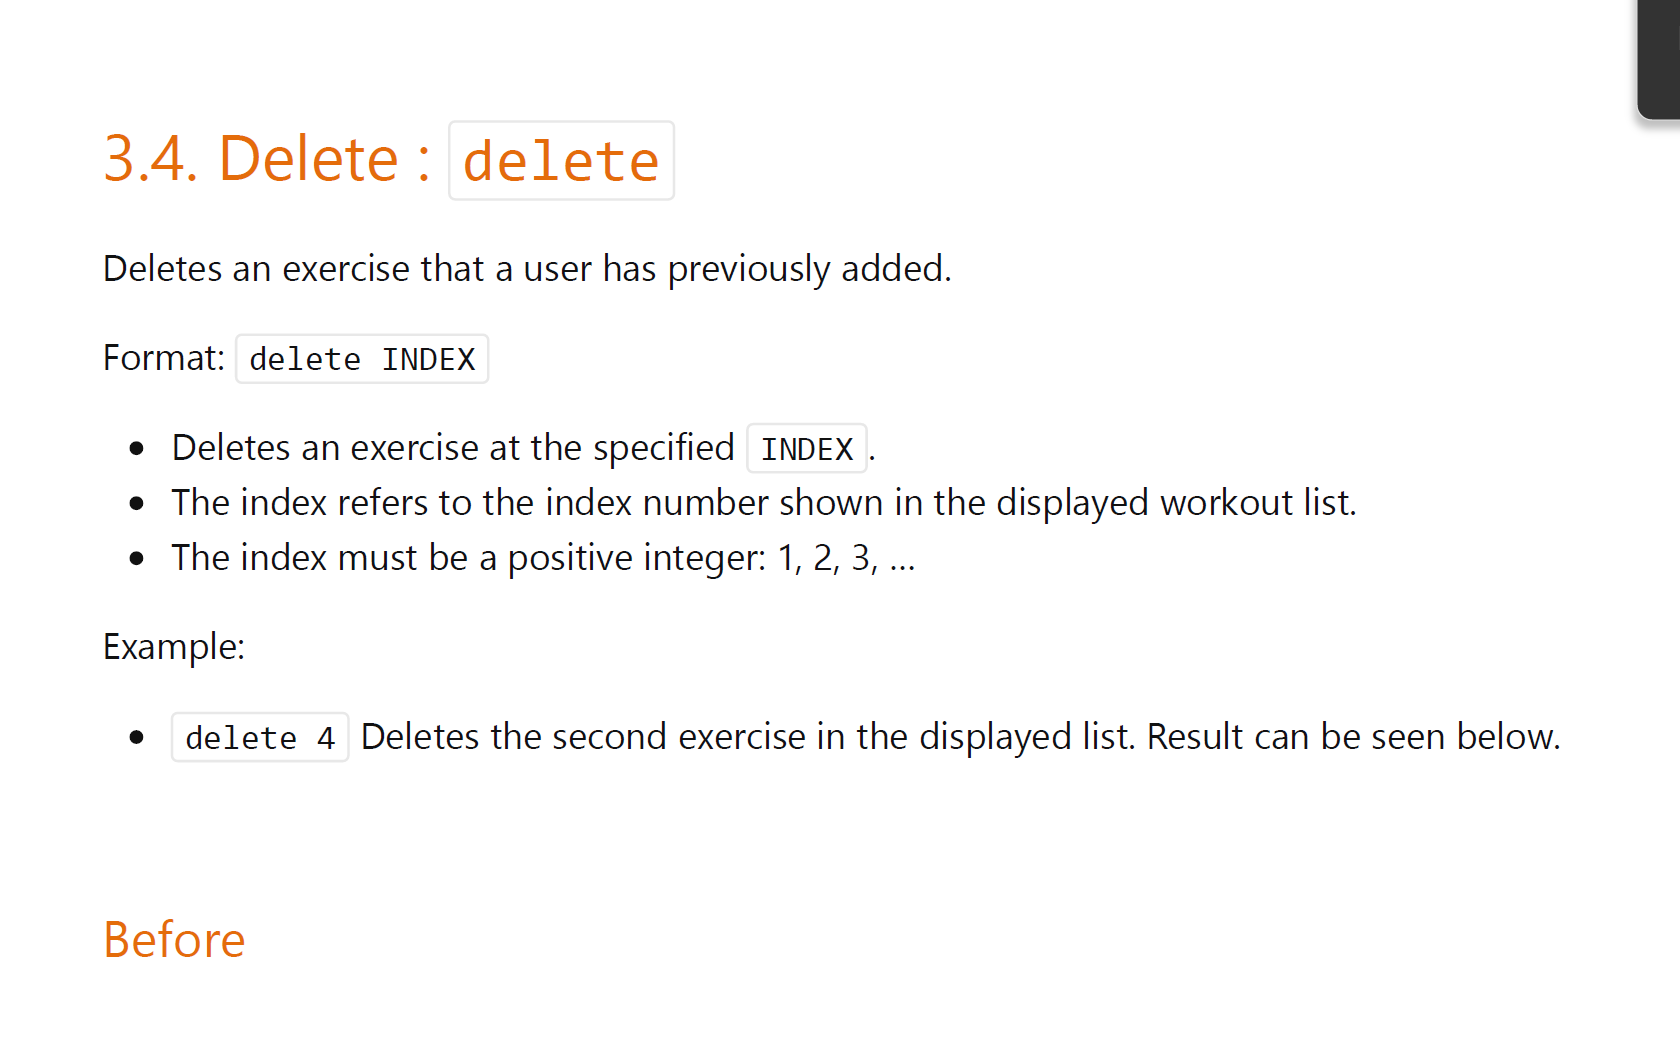 3.4. Delete : delete
Deletes an exercise that a user has previously added.
Format: delete INDEX
• Deletes an exercise at the specified INDEX.
• The index refers to the index number shown in the displayed workout list.
• The index must be a positive integer: 1, 2, 3, ...
Example:
• delete 4 Deletes the second exercise in the displayed list. Result can be seen below.
Before